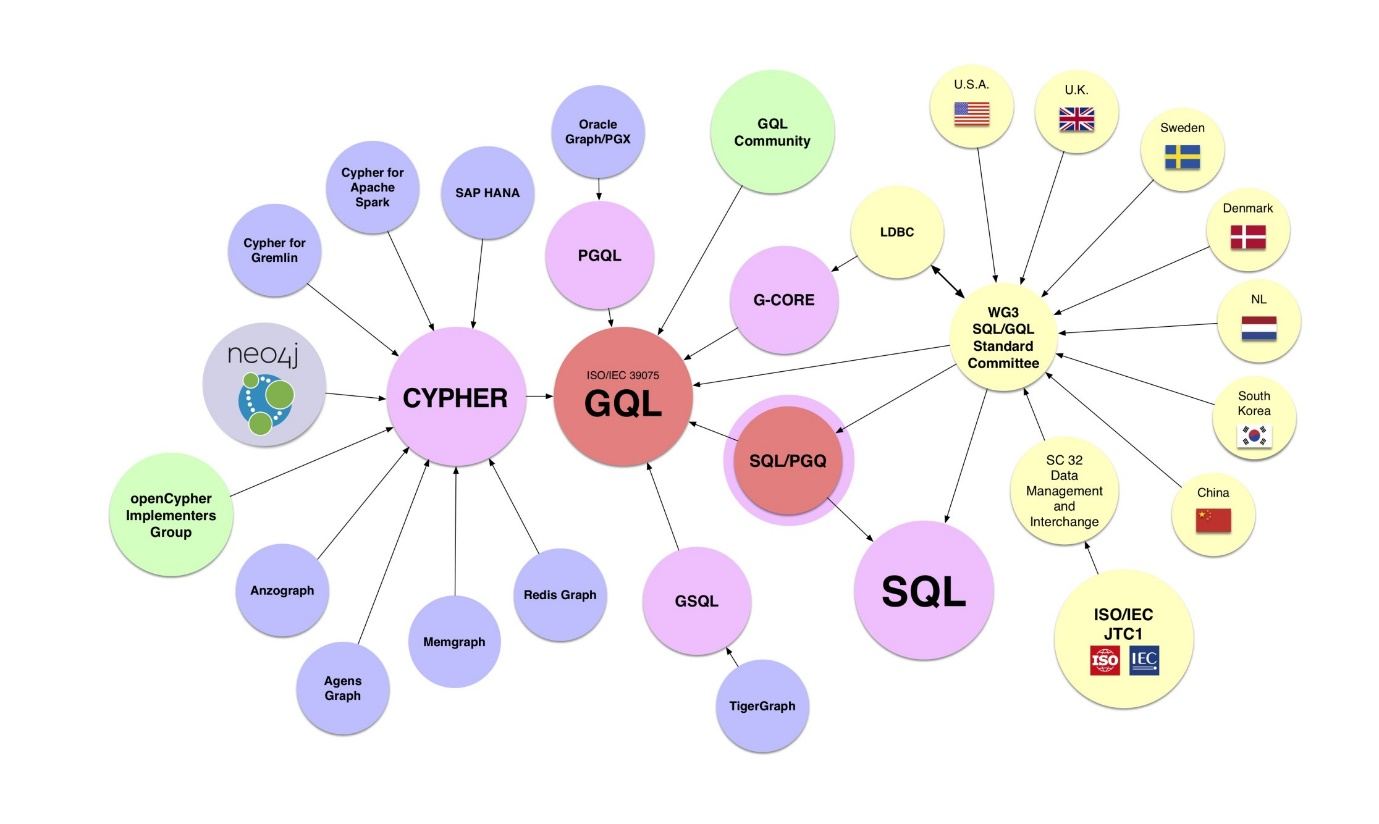 U.S.A.
U.K.
Sweden
Denmark
NL
South
Korea
China
Oracle
Graph/PGX
GQL
Community
Cypher for
Apache
Spark
SAP HANA
Cypher for
Gremlin
PGQL
LDBC
G-CORE
WG3
SQL/GQL
Standard
Committee
neo4j
CYPHER
ISO/IEC 39075
GQL
SQL/PGQ
SC 32
Data
Management
and
Interchange
openCypher
Implementers
Group
Anzograph
Agens
Graph
Memgraph
Redis Graph
GSQL
TigerGraph
SQL
ISO/IEC
JTC1
ISO
IEC